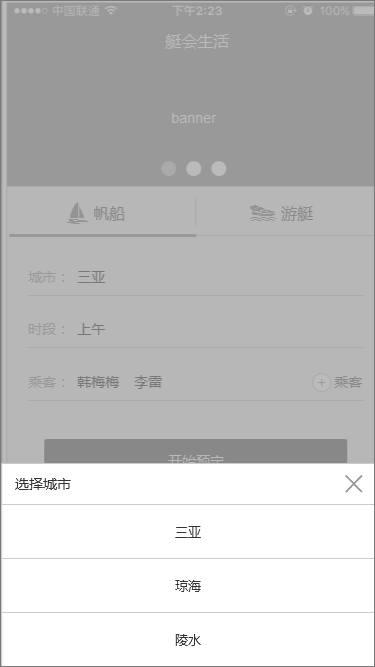 中国联通 下午2:23 100%
艇会生活
banner
帆船 游艇
城市： 三亚
时段： 上午
乘客： 韩梅梅 李雷 + 乘客
开始预定
选择城市
三亚
琼海
陵水